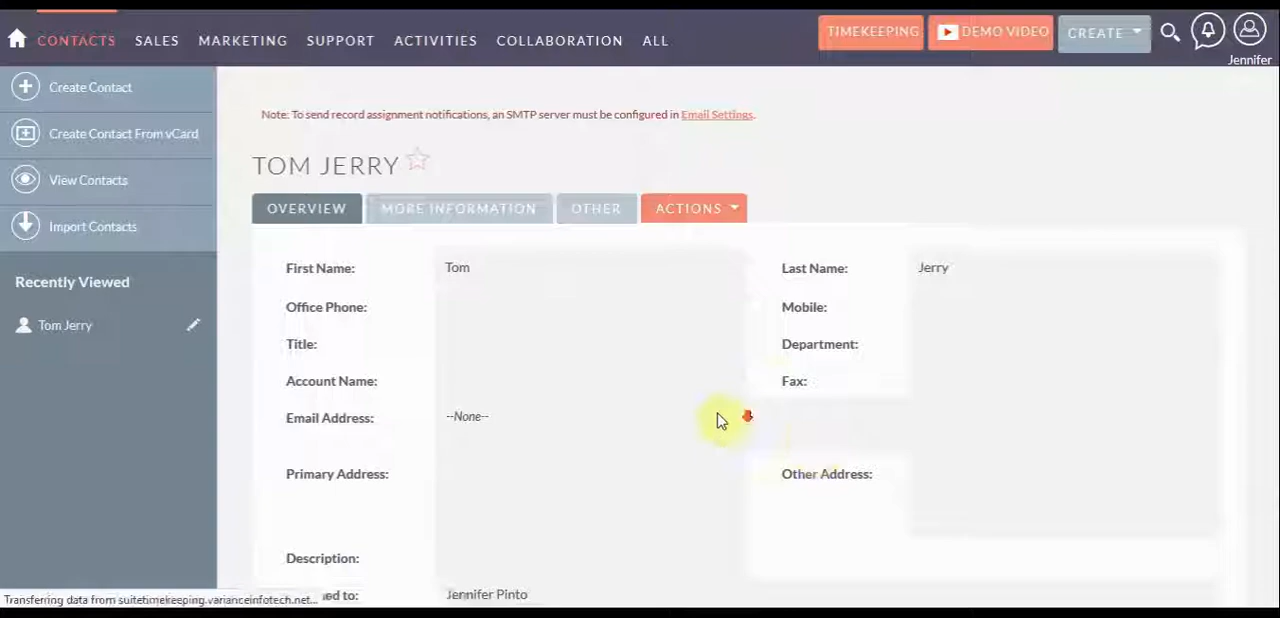 CONTACTS SALES MARKETING SUPPORT ACTIVITIES COLLABORATION ALL TIMEKEEPING DEMO VIDEO CREATE
Jennifer
Create Contact
Create Contact From vCard
View Contacts
Import Contacts
Recently Viewed
Tom Jerry
Note: To send record assignment notifications, an SMTP server must be configured in Email Settings.
TOM JERRY
OVERVIEW MORE INFORMATION OTHER ACTIONS
First Name: Tom Last Name: Jerry
Office Phone: Mobile:
Title: Department:
Account Name: Fax:
Email Address: --None--
Primary Address: Other Address:
Description:
ed to: Jennifer Pinto
Transferring data from suitetimekeeping.varianceinfotech.net...